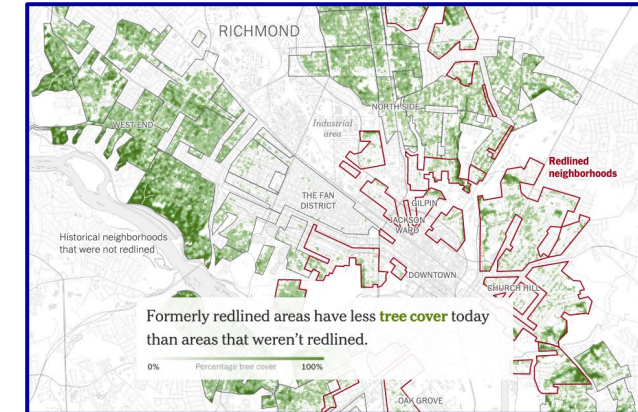 RICHMOND
NORTH SIDE
WEST END
Industrial
area
Redlined
neighborhoods
THE FAN
DISTRICT
GILPIN
JACKSON
WARD
Historical neighborhoods
that were not redlined
DOWNTOWN
CHURCH HILL
Formerly redlined areas have less tree cover today
than areas that weren't redlined.
0% Percentage tree cover 100%
OAK GROVE